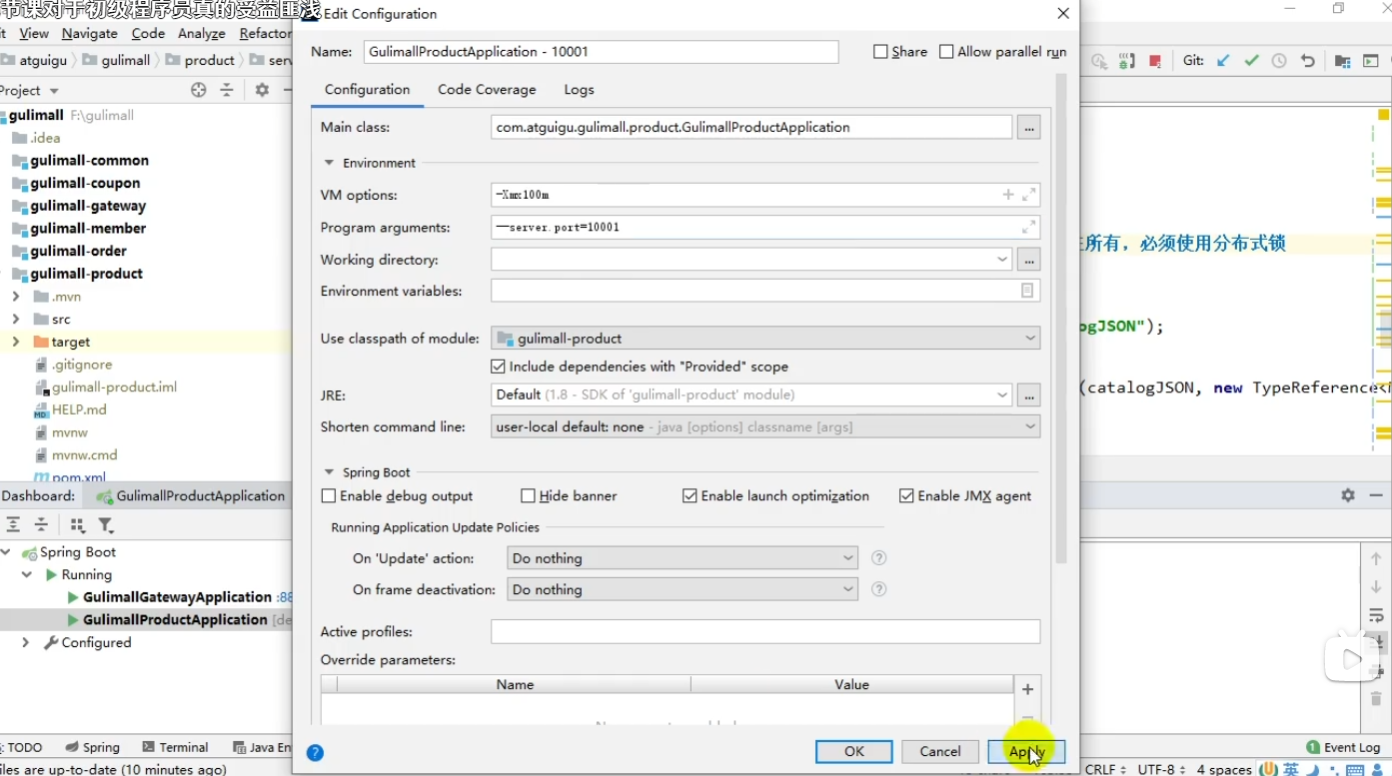 节课对于初级程序员真的受益匪浅
Edit Configuration
it View Navigate Code Analyze Refactor
Name: GulimallProductApplication - 10001 Share Allow parallel run
atguigu gulimall product
Git:
Configuration Code Coverage Logs
Project
gulimall F:\gulimall
.idea
gulimall-common
gulimall-coupon
gulimall-gateway
gulimall-member
gulimall-order
gulimall-product
.mvn
src
target
.gitignore
gulimall-product.iml
HELP.md
mvnw
mvnw.cmd
pom.xml
Main class: com.atguigu.gulimall.product.GulimallProductApplication ...
Environment
VM options: -Xmx100m
Program arguments: --server.port=10001
Working directory: ...
Environment variables:
Use classpath of module: gulimall-product
Include dependencies with "Provided" scope
JRE: Default (1.8 - SDK of 'gulimall-product' module) ...
Shorten command line: user-local default: none - java [options] classname [args]
Spring Boot
Enable debug output Hide banner Enable launch optimization Enable JMX agent
Running Application Update Policies
On 'Update' action: Do nothing ?
On frame deactivation: Do nothing ?
Active profiles:
Override parameters:
Name Value
? OK Cancel Apply
所有，必须使用分布式锁
ogJSON");
(catalogJSON, new TypeReference<
Dashboard: GulimallProductApplication
Spring Boot
Running
GulimallGatewayApplication :88
GulimallProductApplication [de
Configured
TODO Spring Terminal Java En
1 Event Log
iles are up-to-date (10 minutes ago)
CRLF UTF-8 4 spaces 英